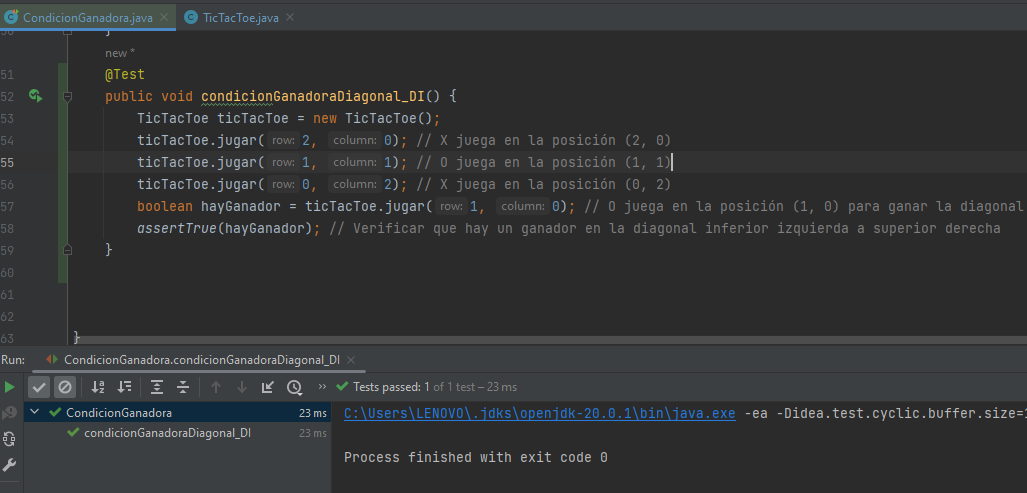 CondicionGanadora.java TicTacToe.java
new *
51 @Test
52 public void condicionGanadoraDiagonal_DI() {
53 TicTacToe ticTacToe = new TicTacToe();
54 ticTacToe.jugar( row: 2, column: 0); // X juega en la posición (2, 0)
55 ticTacToe.jugar( row: 1, column: 1); // O juega en la posición (1, 1)
56 ticTacToe.jugar( row: 0, column: 2); // X juega en la posición (0, 2)
57 boolean hayGanador = ticTacToe.jugar( row: 1, column: 0); // O juega en la posición (1, 0) para ganar la diagonal
58 assertTrue(hayGanador); // Verificar que hay un ganador en la diagonal inferior izquierda a superior derecha
59 }
60
61
62
63 }
Run: CondicionGanadora.condicionGanadoraDiagonal_DI
Tests passed: 1 of 1 test – 23 ms
CondicionGanadora 23 ms C:\Users\LENOVO\.jdks\openjdk-20.0.1\bin\java.exe -ea -Didea.test.cyclic.buffer.size=
condicionGanadoraDiagonal_DI 23 ms
Process finished with exit code 0